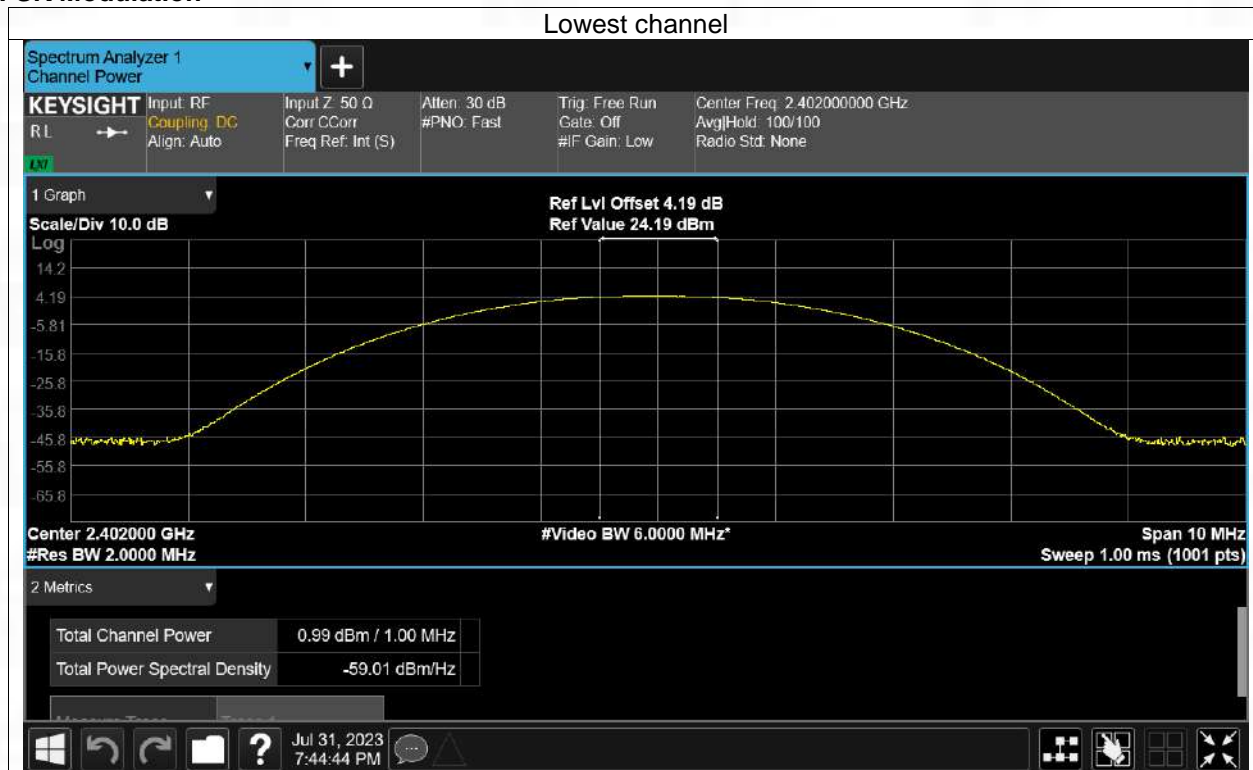 Lowest channel
Spectrum Analyzer 1
Channel Power
+
KEYSIGHT
RL
LXI
Input: RF
Coupling: DC
Align: Auto
Input Z: 50 Ω
Corr CCorr
Freq Ref: Int (S)
Atten: 30 dB
#PNO: Fast
Trig: Free Run
Gate: Off
#IF Gain: Low
Center Freq: 2.402000000 GHz
Avg|Hold: 100/100
Radio Std: None
1 Graph
Scale/Div 10.0 dB
Ref Lvl Offset 4.19 dB
Ref Value 24.19 dBm
Log
14.2
4.19
-5.81
-15.8
-25.8
-35.8
-45.8
-55.8
-65.8
Center 2.402000 GHz
#Res BW 2.0000 MHz
#Video BW 6.0000 MHz*
Span 10 MHz
Sweep 1.00 ms (1001 pts)
2 Metrics
Total Channel Power 0.99 dBm / 1.00 MHz
Total Power Spectral Density -59.01 dBm/Hz
?
Jul 31, 2023
7:44:44 PM